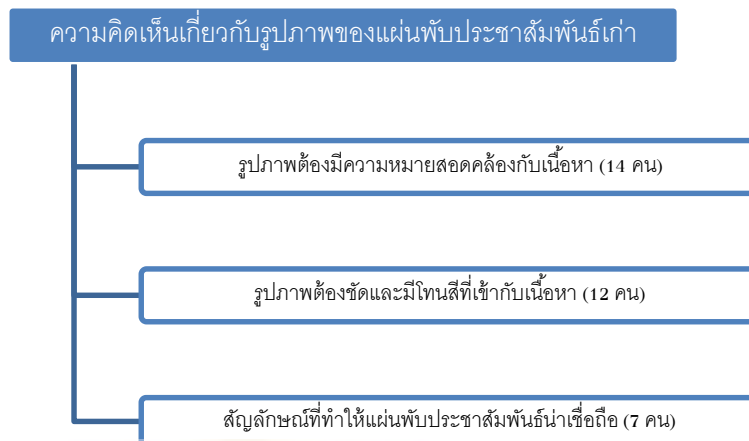 ความคิดเห็นเกี่ยวกับรูปภาพของแผ่นพับประชาสัมพันธ์เก่า
รูปภาพต้องมีความหมายสอดคล้องกับเนื้อหา (14 คน)
รูปภาพต้องชัดและมีโทนสีที่เข้ากับเนื้อหา (12 คน)
สัญลักษณ์ที่ทำให้แผ่นพับประชาสัมพันธ์น่าเชื่อถือ (7 คน)